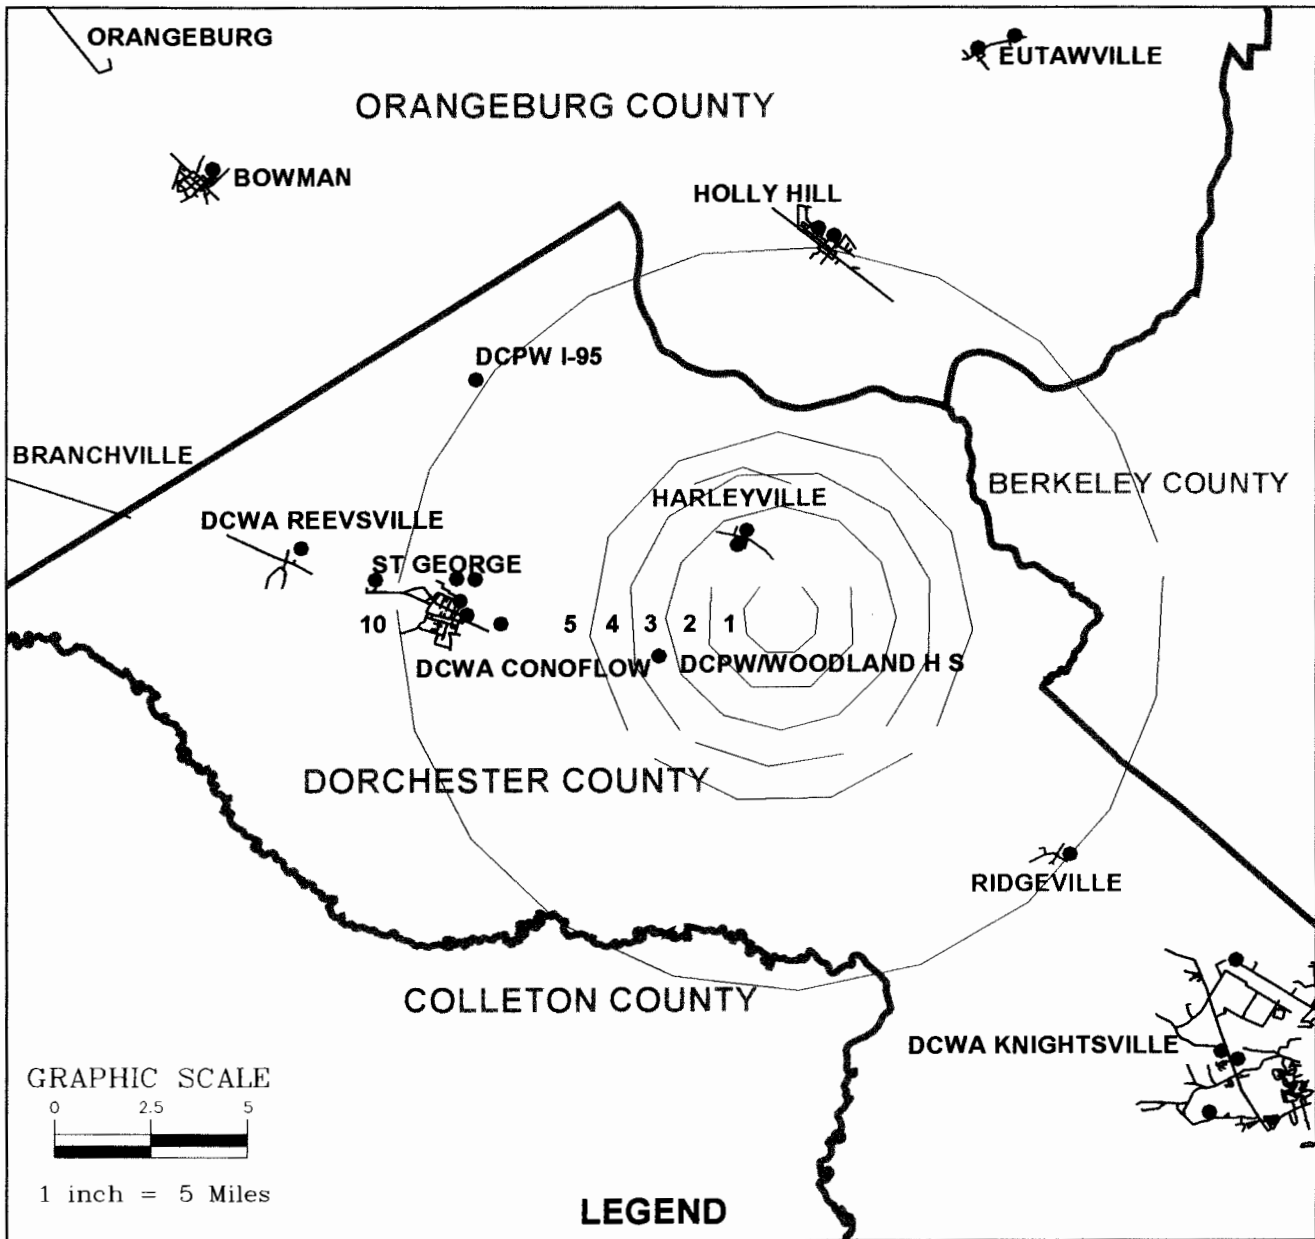 ORANGEBURG
EUTAWVILLE
ORANGEBURG COUNTY
BOWMAN
HOLLY HILL
DCPW I-95
BRANCHVILLE
BERKELEY COUNTY
HARLEYVILLE
DCWA REEVSVILLE
ST GEORGE
10 5 4 3 2 1
DCWA CONOFLOW DCPW/WOODLAND H S
DORCHESTER COUNTY
RIDGEVILLE
COLLETON COUNTY
DCWA KNIGHTSVILLE
GRAPHIC SCALE
0 2.5 5
1 inch = 5 Miles
LEGEND